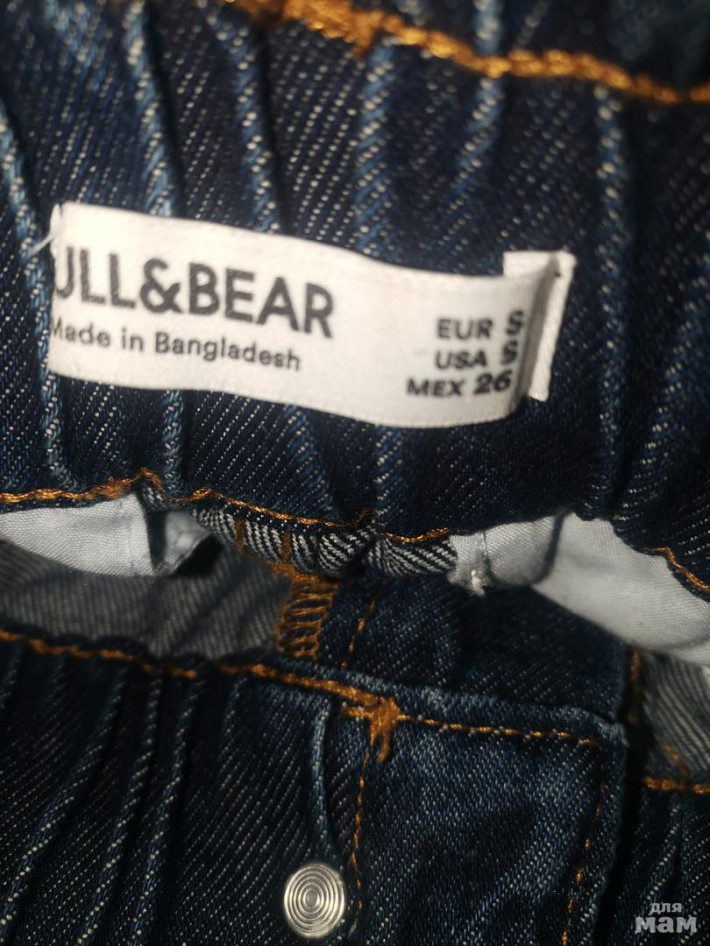 ULL&BEAR
Made in Bangladesh
EUR S
USA S
MEX 26
для
мам